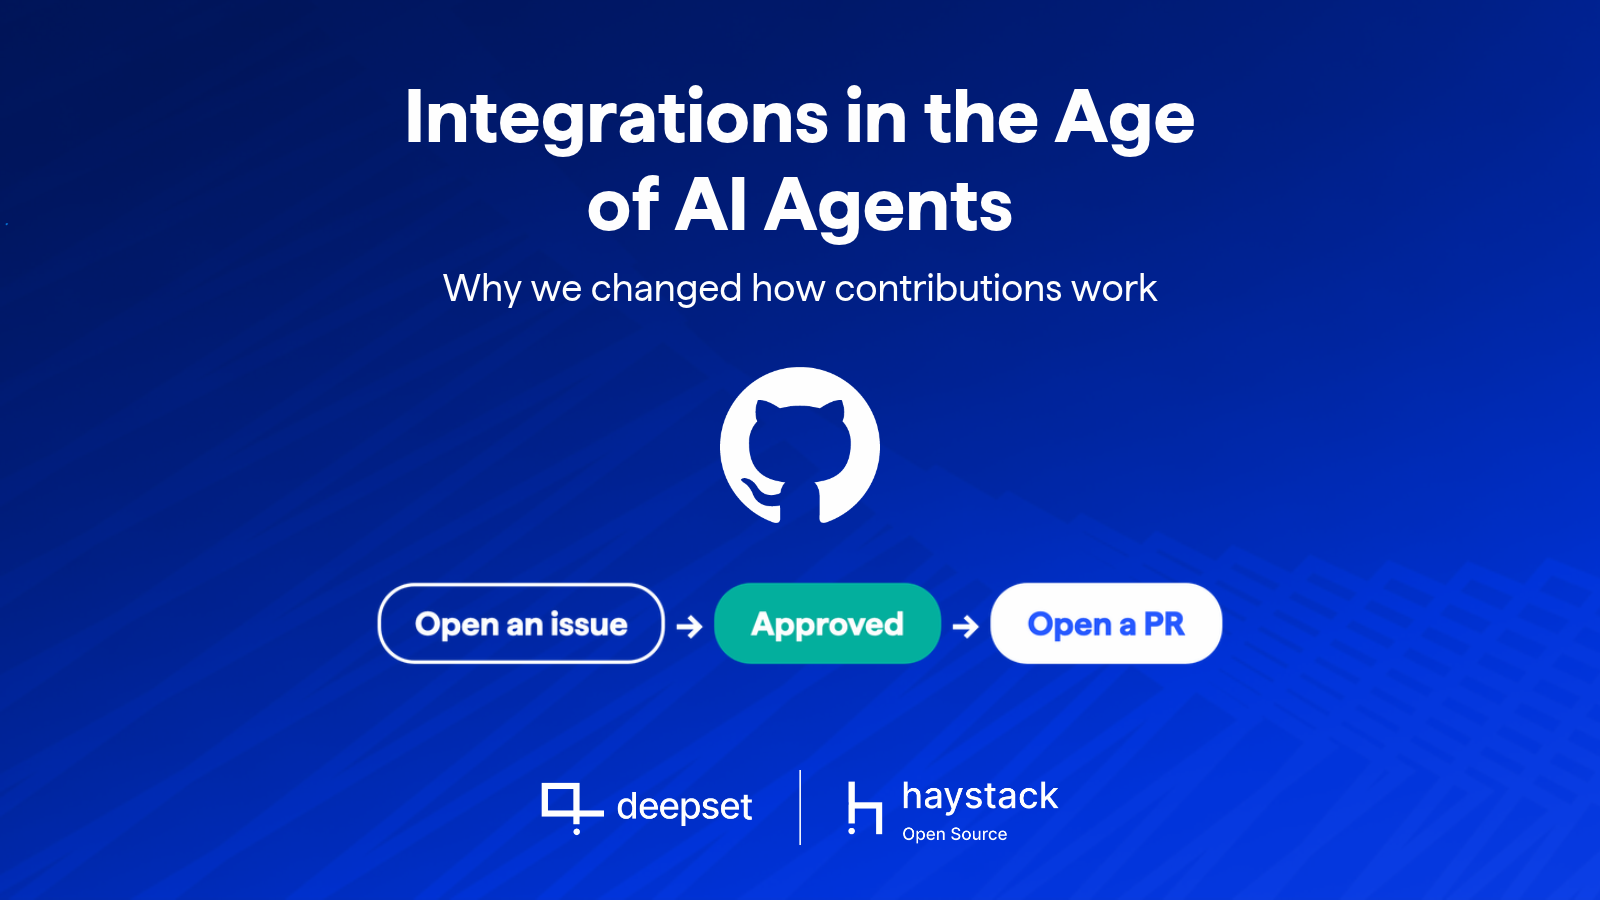 Integrations in the Age
of AI Agents
Why we changed how contributions work
Open an issue
Approved
Open a PR
deepset
haystack
Open Source